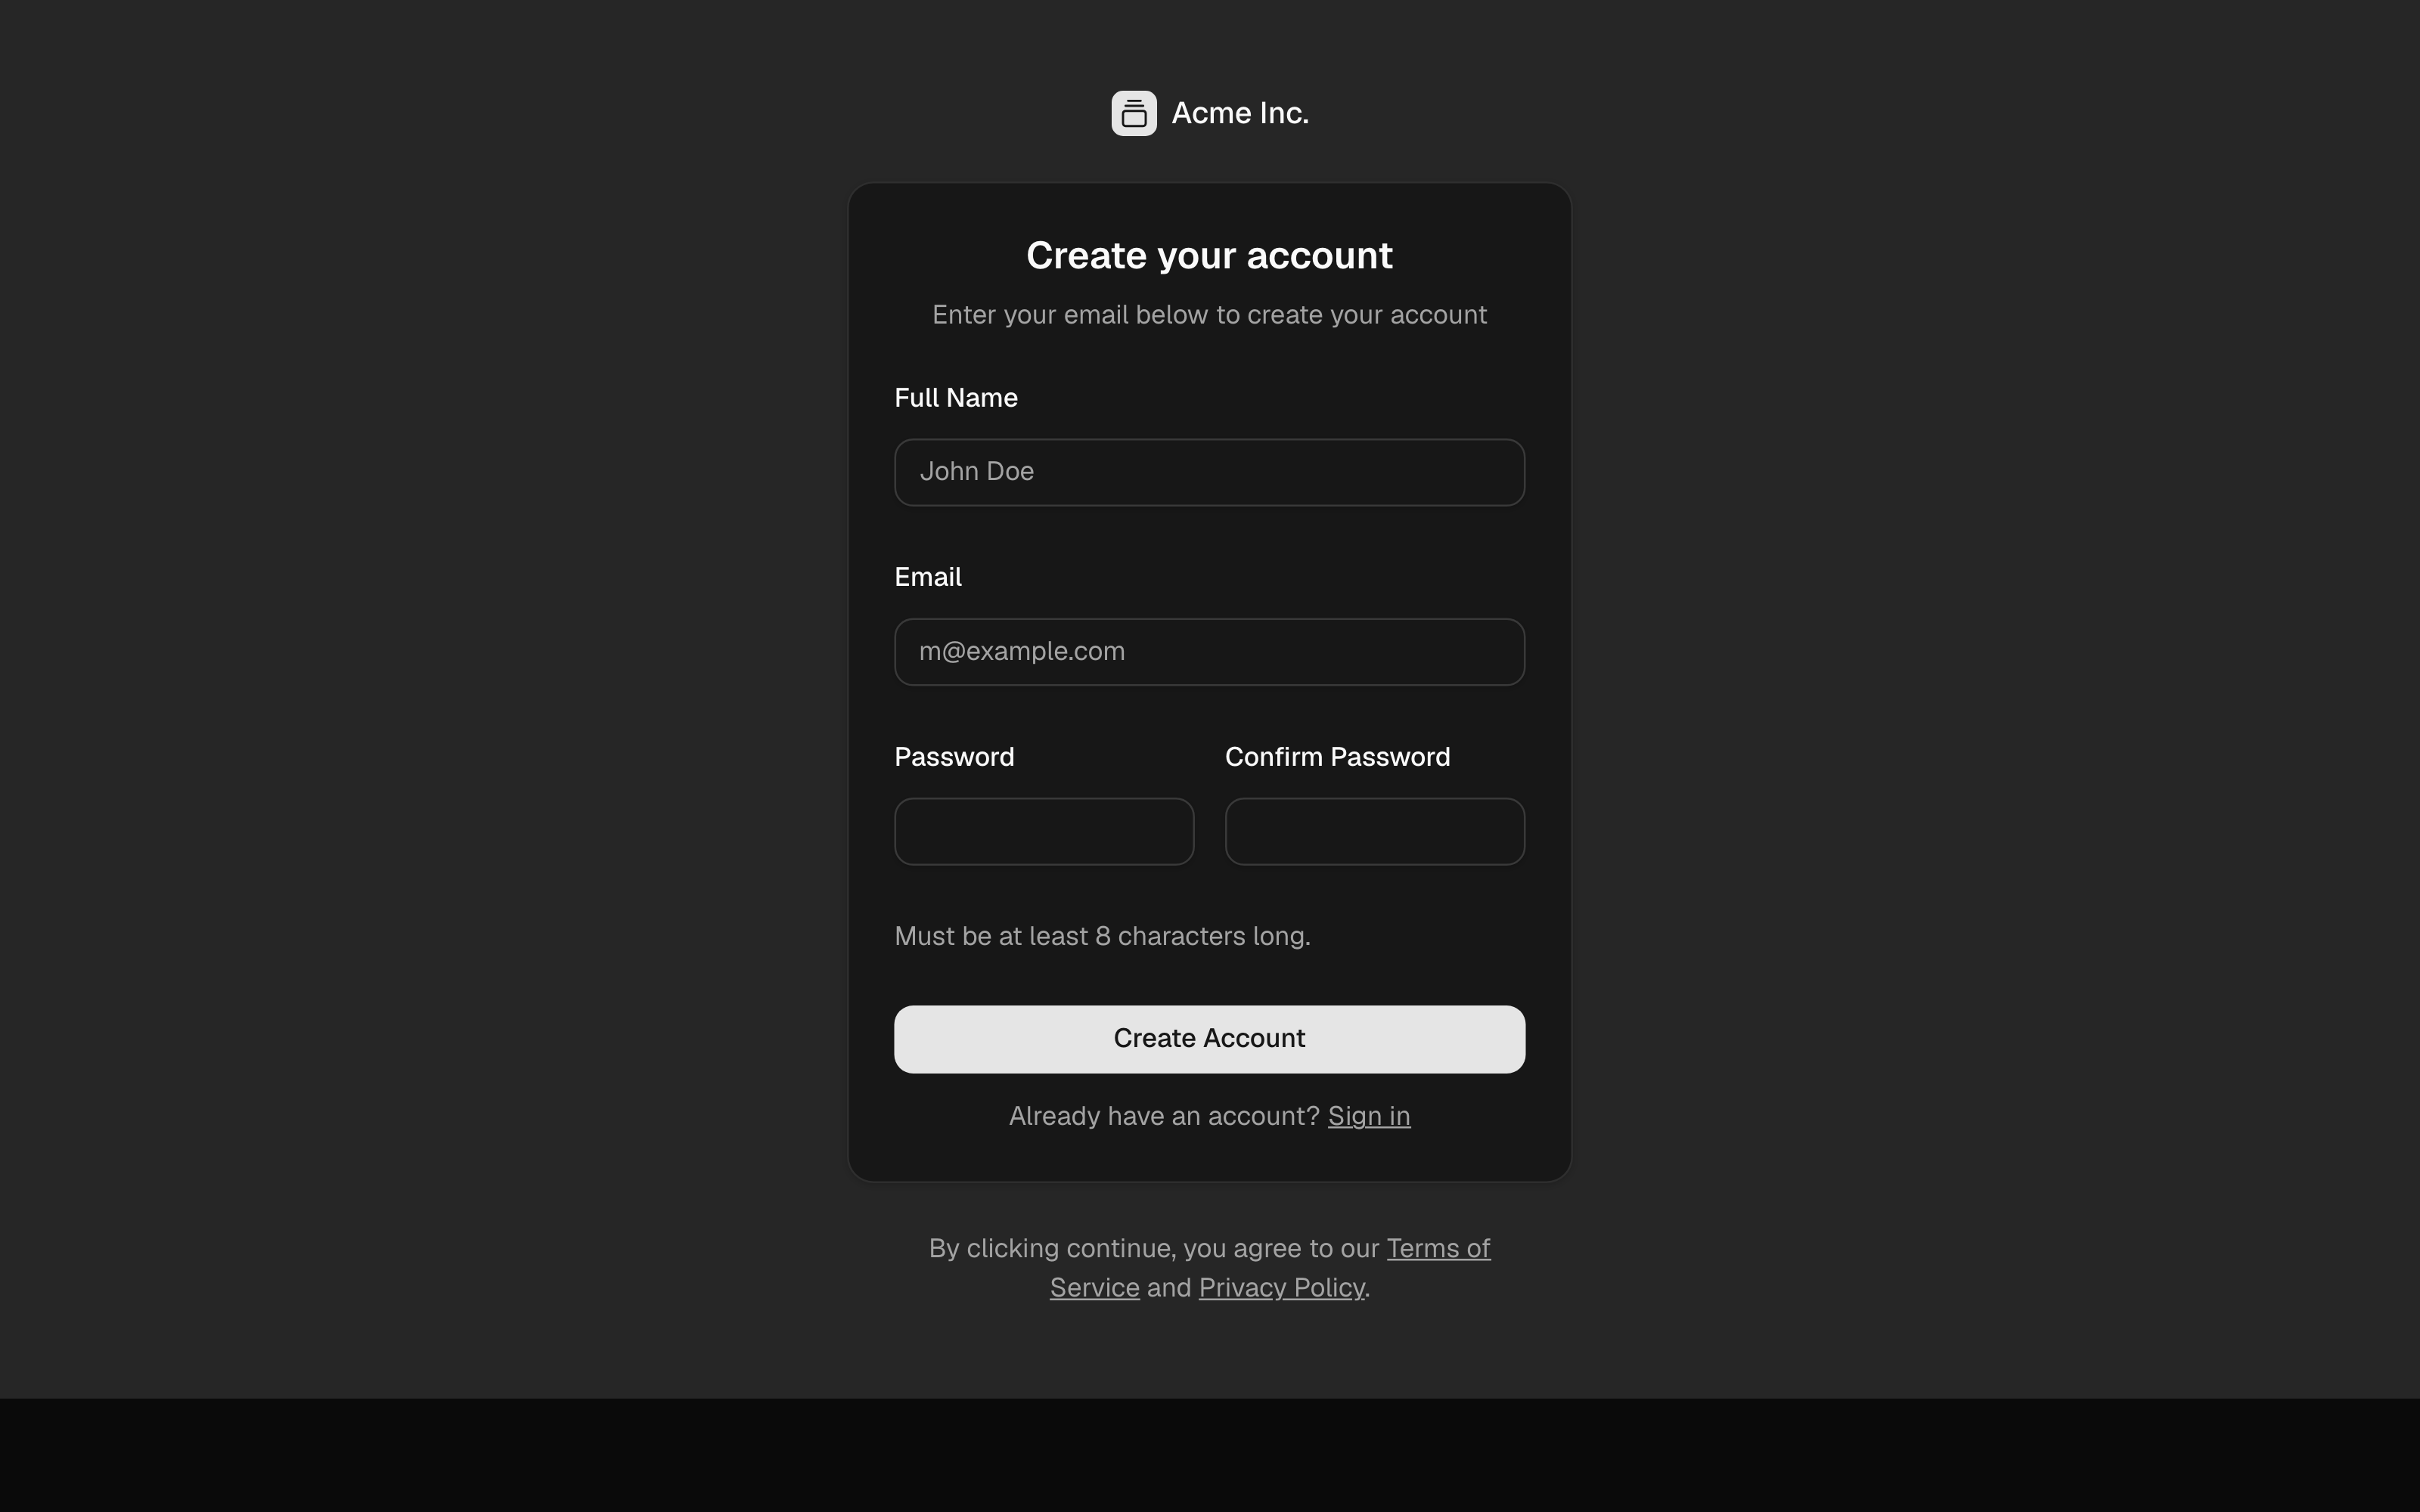 Acme Inc.
Create your account
Enter your email below to create your account
Full Name
John Doe
Email
m@example.com
Password
Confirm Password
Must be at least 8 characters long.
Create Account
Already have an account? Sign in
By clicking continue, you agree to our Terms of
Service and Privacy Policy.